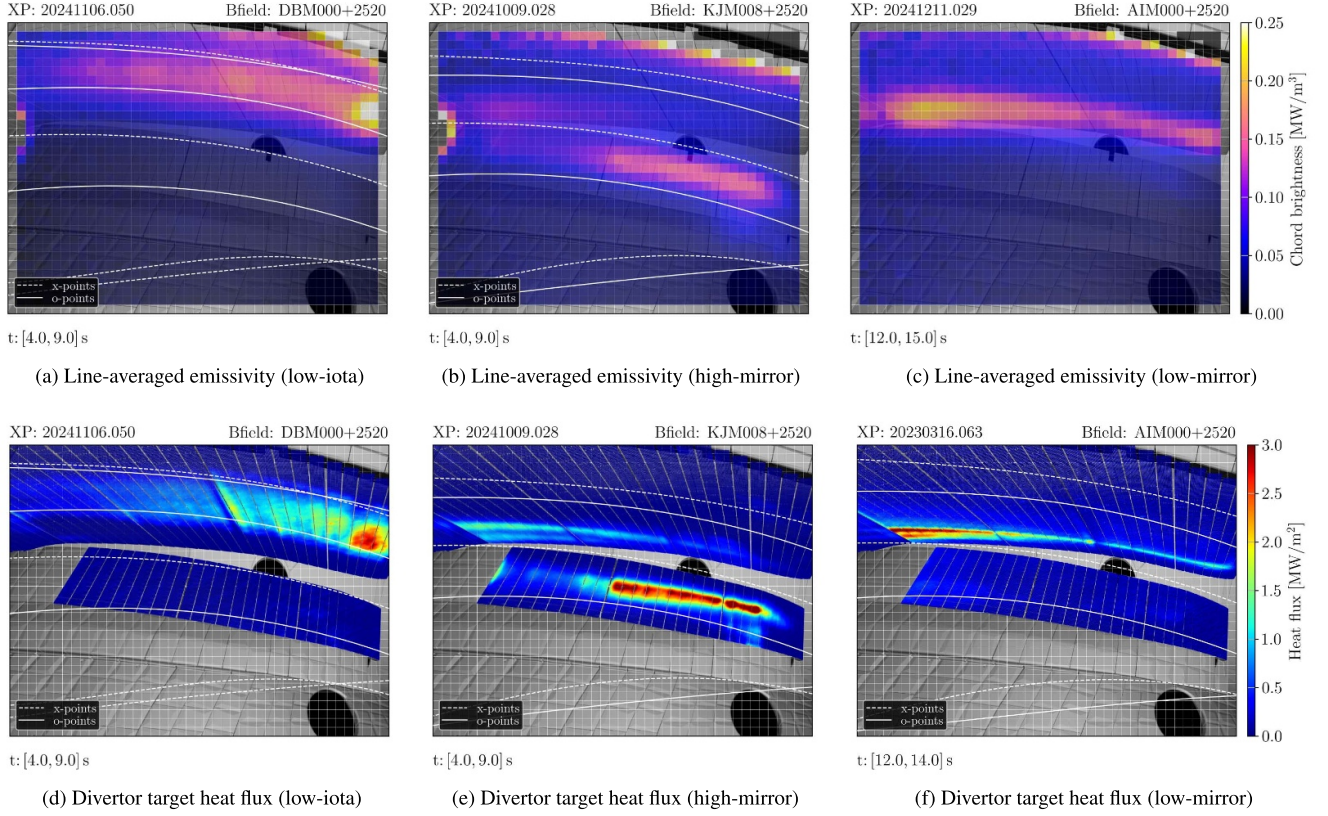 XP: 20241106.050 Bfield: DBM000+2520
x-points
o-points
t: [4.0, 9.0] s
(a) Line-averaged emissivity (low-iota)
XP: 20241009.028 Bfield: KJM008+2520
x-points
o-points
t: [4.0, 9.0] s
(b) Line-averaged emissivity (high-mirror)
XP: 20241211.029 Bfield: AIM000+2520
t: [12.0, 15.0] s
(c) Line-averaged emissivity (low-mirror)
0.25
0.20
0.15
0.10
0.05
0.00
Chord brightness [MW/m³]
XP: 20241106.050 Bfield: DBM000+2520
x-points
o-points
t: [4.0, 9.0] s
(d) Divertor target heat flux (low-iota)
XP: 20241009.028 Bfield: KJM008+2520
x-points
o-points
t: [4.0, 9.0] s
(e) Divertor target heat flux (high-mirror)
XP: 20230316.063 Bfield: AIM000+2520
x-points
o-points
t: [12.0, 14.0] s
(f) Divertor target heat flux (low-mirror)
3.0
2.5
2.0
1.5
1.0
0.5
0.0
Heat flux [MW/m²]